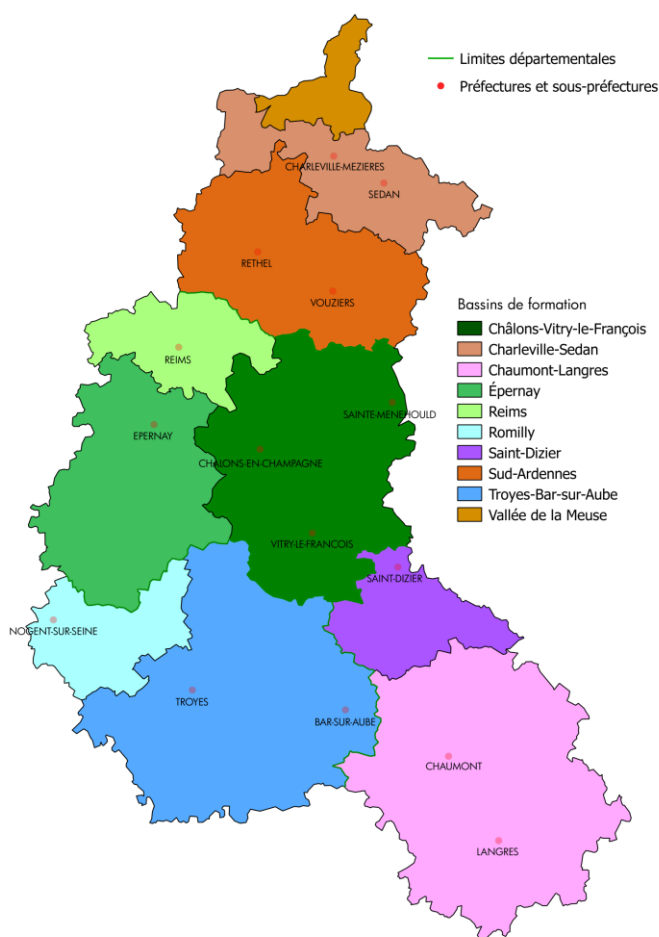 Limites départementales
Préfectures et sous-préfectures
CHARLEVILLE-MEZIERES
SEDAN
RETHEL
VOUZIERS
Bassins de formation
Châlons-Vitry-le-François
Charleville-Sedan
Chaumont-Langres
Épernay
Reims
Romilly
Saint-Dizier
Sud-Ardennes
Troyes-Bar-sur-Aube
Vallée de la Meuse
REIMS
SAINTE-MENEHOULD
EPERNAY
CHALONS-EN-CHAMPAGNE
VITRY-LE-FRANCOIS
SAINT-DIZIER
NOGENT-SUR-SEINE
TROYES
BAR-SUR-AUBE
CHAUMONT
LANGRES